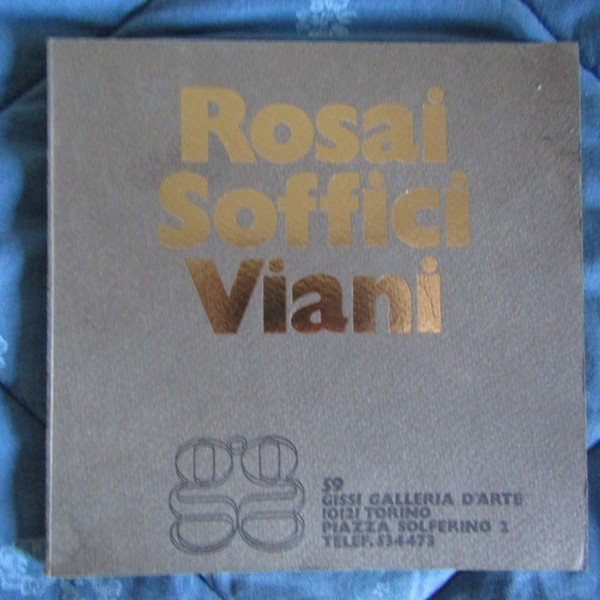 Rosai
Soffici
Viani
g'g
59
GISSI GALLERIA D'ARTE
10121 TORINO
PIAZZA SOLFERINO 2
TELEF. 534473